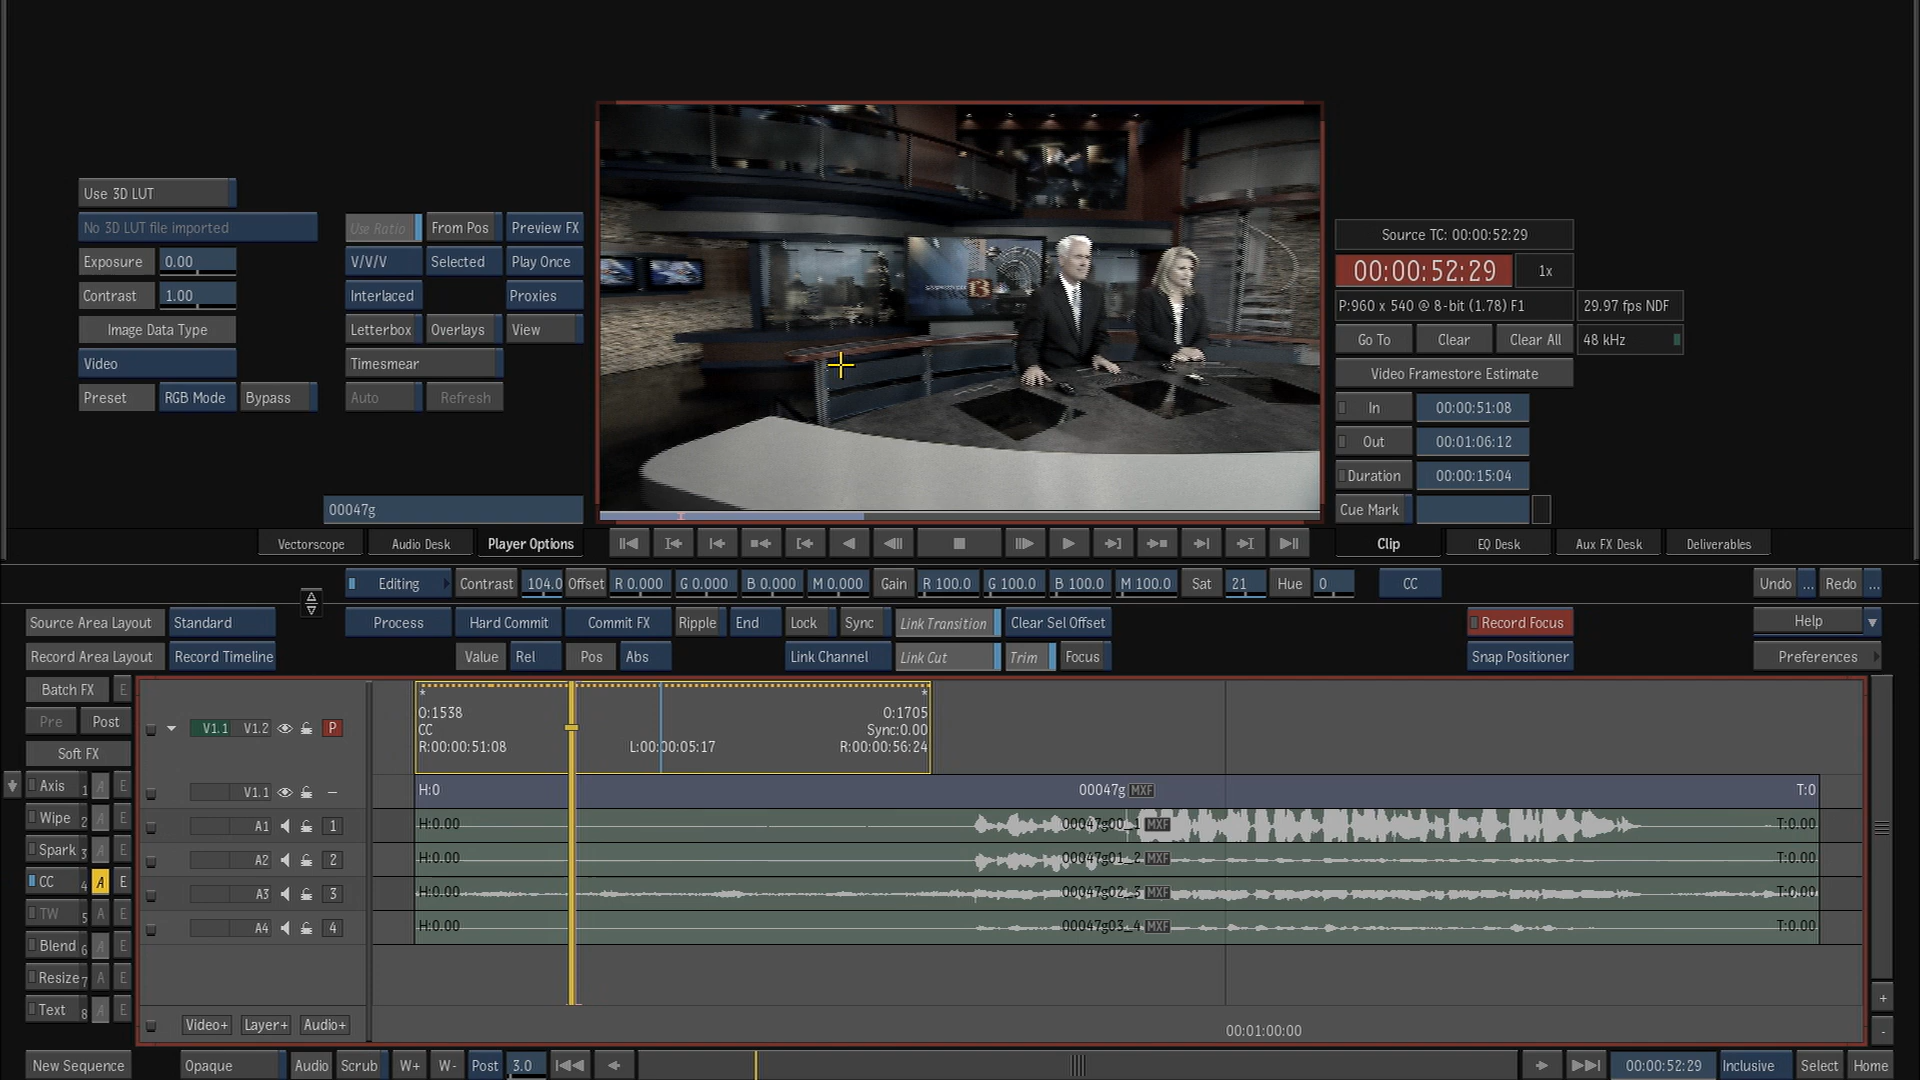 Use 3D LUT
No 3D LUT file imported
Exposure 0.00
Contrast 1.00
Image Data Type
Video
Preset RGB Mode Bypass
Use Ratio From Pos Preview FX
V/V/V Selected Play Once
Interlaced Proxies
Letterbox Overlays View
Timesmear
Auto Refresh
00047g
NEWS 13
Source TC: 00:00:52:29
00:00:52:29 1x
P:960 x 540 @ 8-bit (1.78) F1 29.97 fps NDF
Go To Clear Clear All 48 kHz
Video Framestore Estimate
In 00:00:51:08
Out 00:01:06:12
Duration 00:00:15:04
Cue Mark
Vectorscope Audio Desk Player Options
Clip EQ Desk Aux FX Desk Deliverables
Editing Contrast 104.0 Offset R 0.000 G 0.000 B 0.000 M 0.000 Gain R 100.0 G 100.0 B 100.0 M 100.0 Sat 21 Hue 0 CC Undo ... Redo ...
Source Area Layout Standard Process Hard Commit Commit FX Ripple End Lock Sync Link Transition Clear Sel Offset Record Focus Help
Record Area Layout Record Timeline Value Rel Pos Abs Link Channel Link Cut Trim Focus Snap Positioner Preferences
Batch FX E
Pre Post
Soft FX
Axis 1 A E
Wipe 2 A E
Spark 3 A E
CC 4 A E
TW 5 A E
Blend 6 A E
Resize 7 A E
Text 8 A E
V1.1 V1.2 P
* *
O:1538 O:1705
CC Sync:0.00
R:00:00:51:08 L:00:00:05:17 R:00:00:56:24
V1.1 – H:0 00047g MXF T:0
A1 1 H:0.00 00047g00_1 MXF T:0.00
A2 2 H:0.00 00047g01_2 MXF T:0.00
A3 3 H:0.00 00047g02_3 MXF T:0.00
A4 4 H:0.00 00047g03_4 MXF T:0.00
Video+ Layer+ Audio+
00:01:00:00
+
-
New Sequence Opaque Audio Scrub W+ W- Post 3.0 00:00:52:29 Inclusive Select Home